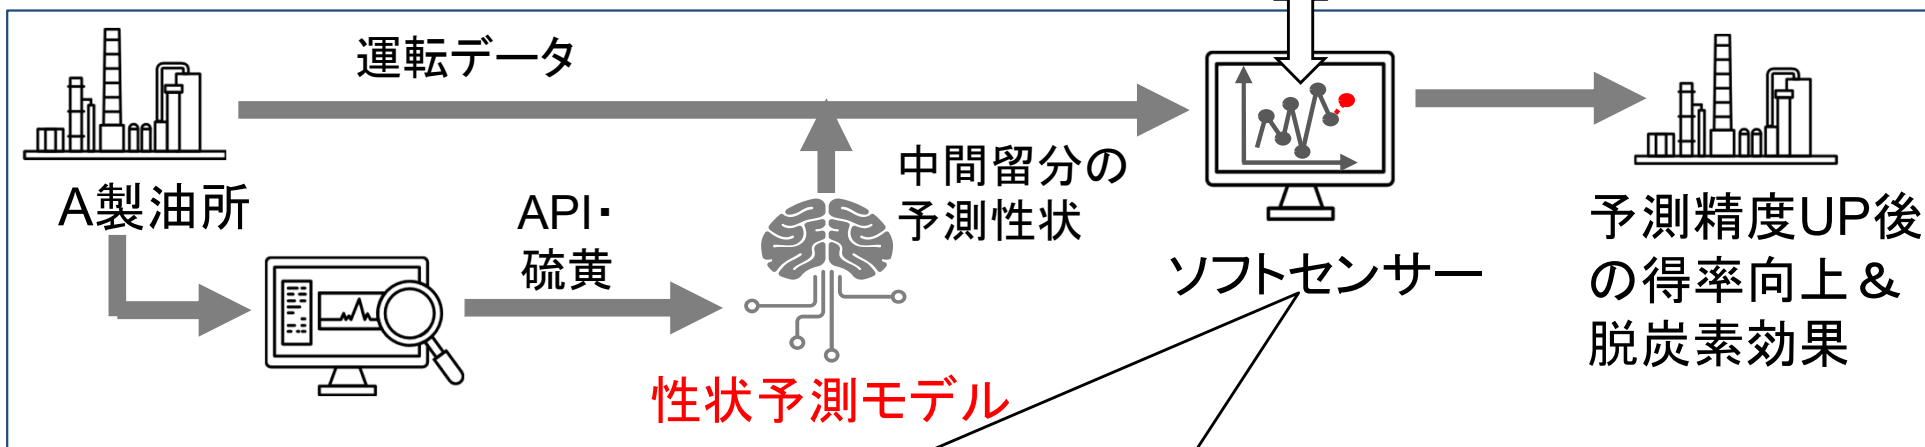 運転データ
A製油所
API・
硫黄
中間留分の
予測性状
性状予測モデル
ソフトセンサー
予測精度UP後
の得率向上＆
脱炭素効果